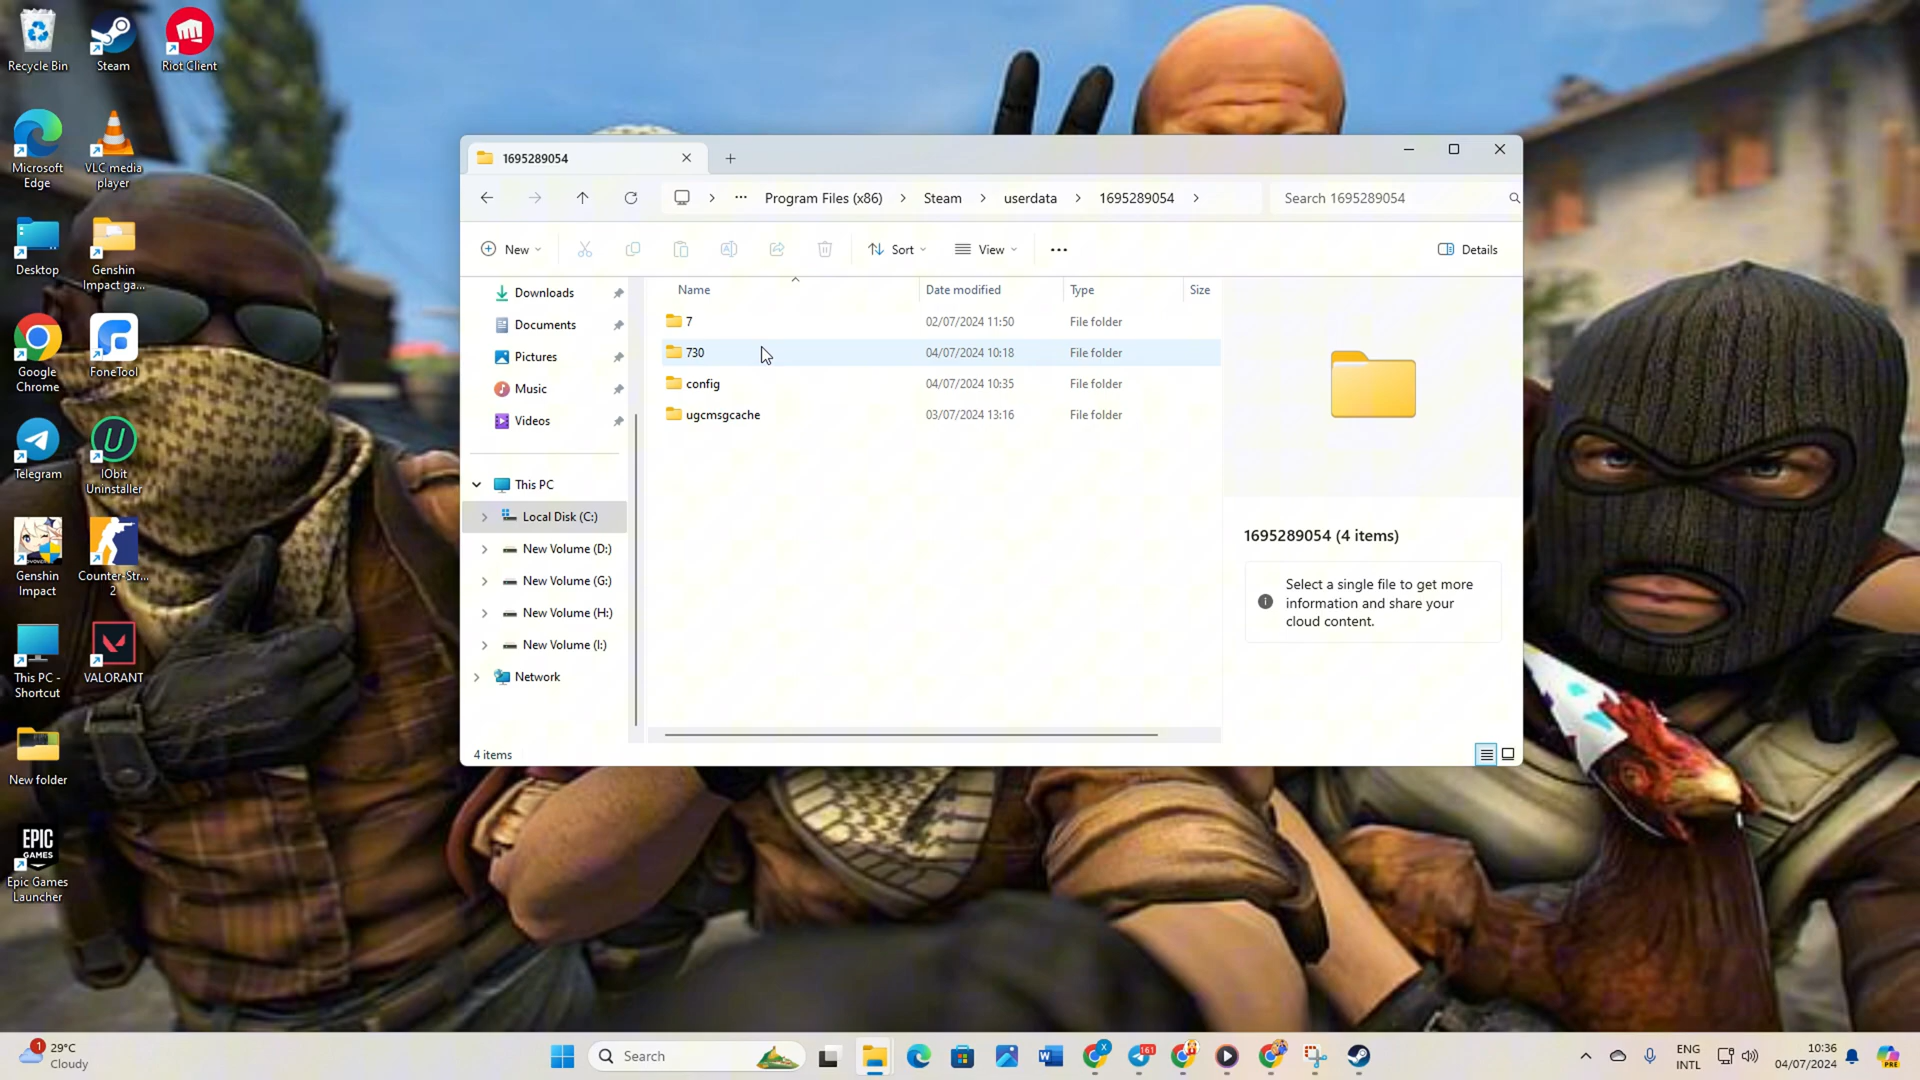 Recycle Bin
Steam
Riot Client
Microsoft
Edge
VLC media
player
Desktop
Genshin
Impact ga...
Google
Chrome
FoneTool
Telegram
IObit
Uninstaller
Genshin
Impact
Counter-Str...
2
This PC -
Shortcut
VALORANT
New folder
EPIC
GAMES
Epic Games
Launcher
1695289054
Program Files (x86)
Steam
userdata
1695289054
Search 1695289054
New
Sort
View
Details
Downloads
Documents
Pictures
Music
Videos
This PC
Local Disk (C:)
New Volume (D:)
New Volume (G:)
New Volume (H:)
New Volume (I:)
Network
Name
Date modified
Type
Size
7
02/07/2024 11:50
File folder
730
04/07/2024 10:18
File folder
config
04/07/2024 10:35
File folder
ugcmsgcache
03/07/2024 13:16
File folder
1695289054 (4 items)
Select a single file to get more
information and share your
cloud content.
4 items
1
29°C
Cloudy
Search
X
161
ENG
INTL
10:36
04/07/2024
PRE